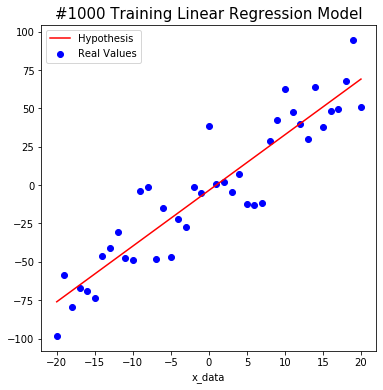 #1000 Training Linear Regression Model
Hypothesis
Real Values
100
75
50
25
0
−25
−50
−75
−100
−20 −15 −10 −5 0 5 10 15 20
x_data